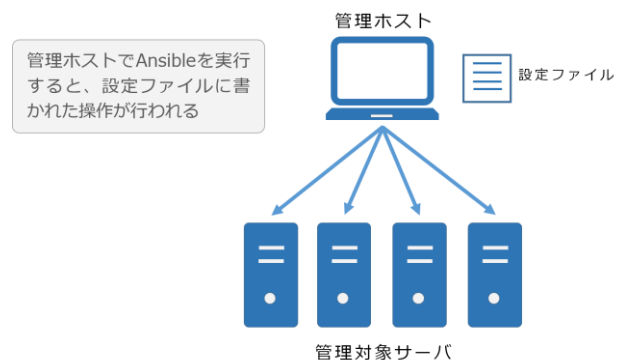 管理ホスト
管理ホストでAnsibleを実行
すると、設定ファイルに書
かれた操作が行われる
設定ファイル
管理対象サーバ